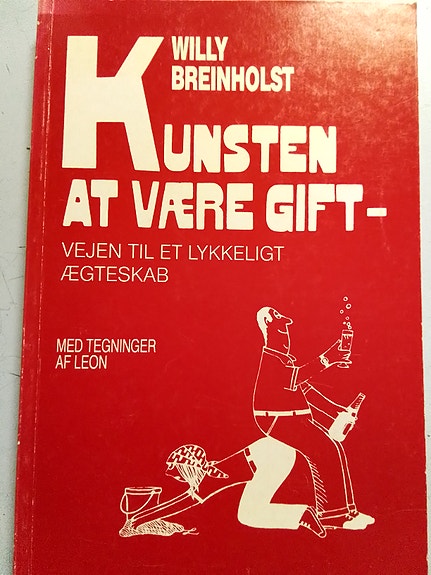 WILLY
BREINHOLST
KUNSTEN
AT VÆRE GIFT-
VEJEN TIL ET LYKKELIGT
ÆGTESKAB
MED TEGNINGER
AF LEON